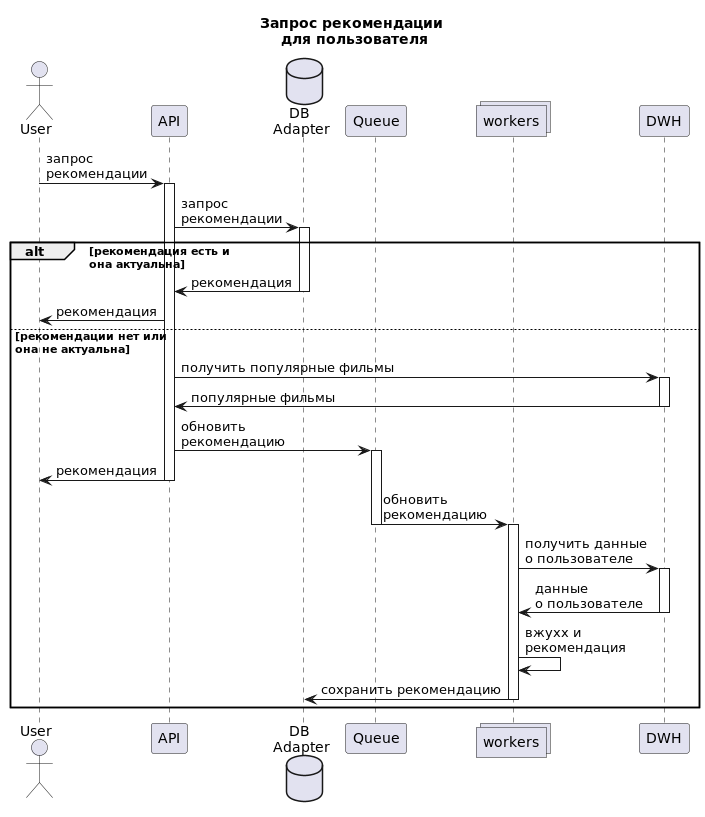 Запрос рекомендации
для пользователя
User
API
DB
Adapter
Queue
workers
DWH
запрос
рекомендации
запрос
рекомендации
alt
[рекомендация есть и
она актуальна]
рекомендация
рекомендация
[рекомендации нет или
она не актуальна]
получить популярные фильмы
популярные фильмы
обновить
рекомендацию
рекомендация
обновить
рекомендацию
получить данные
о пользователе
данные
о пользователе
вжухх и
рекомендация
сохранить рекомендацию
User
API
DB
Adapter
Queue
workers
DWH